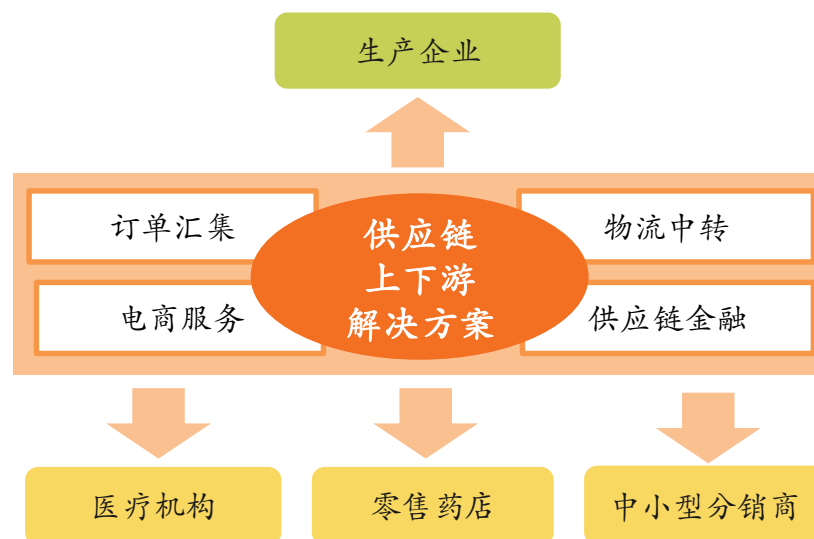 生产企业
订单汇集
供应链
上下游
解决方案
物流中转
电商服务
供应链金融
医疗机构
零售药店
中小型分销商